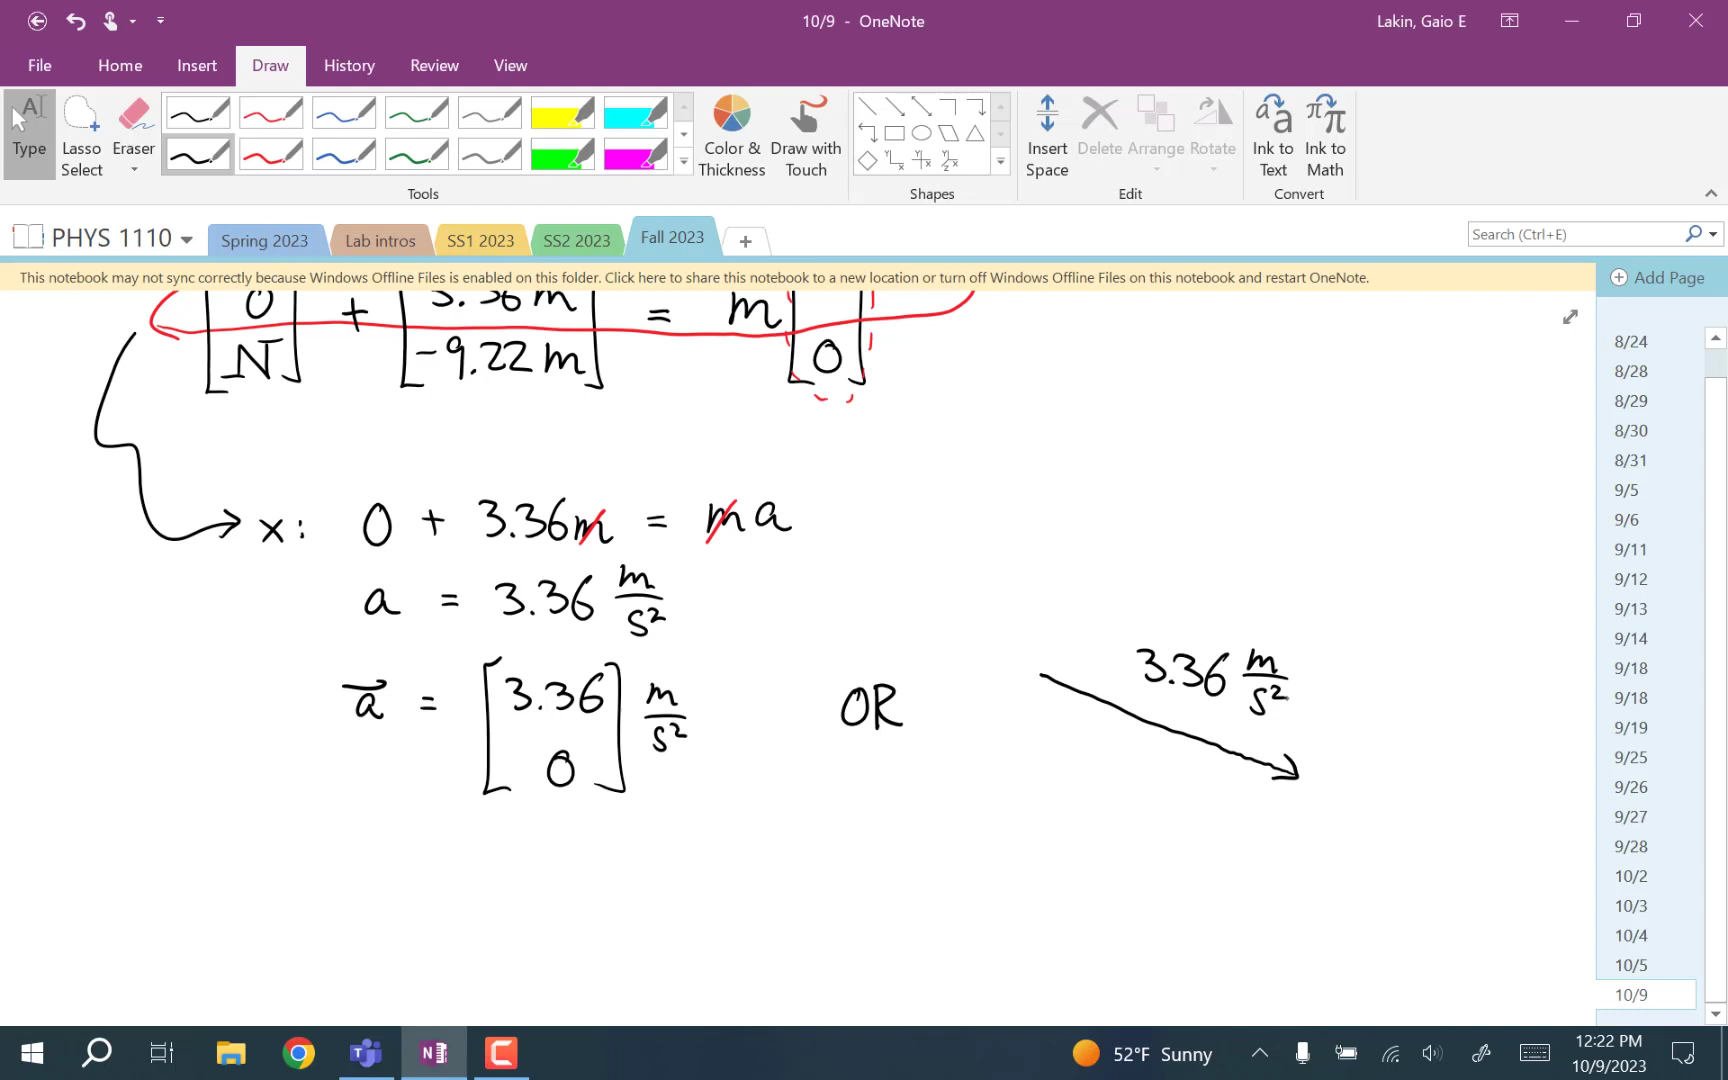 10/9 - OneNote
Lakin, Gaio E
File Home Insert Draw History Review View
Type
Lasso Select
Eraser
Color & Thickness
Draw with Touch
Insert Space
Delete Arrange Rotate
Ink to Text
Ink to Math
Tools
Shapes
Edit
Convert
PHYS 1110
Spring 2023
Lab intros
SS1 2023
SS2 2023
Fall 2023
Search (Ctrl+E)
This notebook may not sync correctly because Windows Offline Files is enabled on this folder. Click here to share this notebook to a new location or turn off Windows Offline Files on this notebook and restart OneNote.
Add Page
[0 N] + [3.36 m -9.22 m] = m [0]
x: 0 + 3.36m = ma
a = 3.36 m/s²
a = [3.36 0] m/s² OR 3.36 m/s²
8/24
8/28
8/29
8/30
8/31
9/5
9/6
9/11
9/12
9/13
9/14
9/18
9/18
9/19
9/25
9/26
9/27
9/28
10/2
10/3
10/4
10/5
10/9
52°F Sunny
12:22 PM
10/9/2023